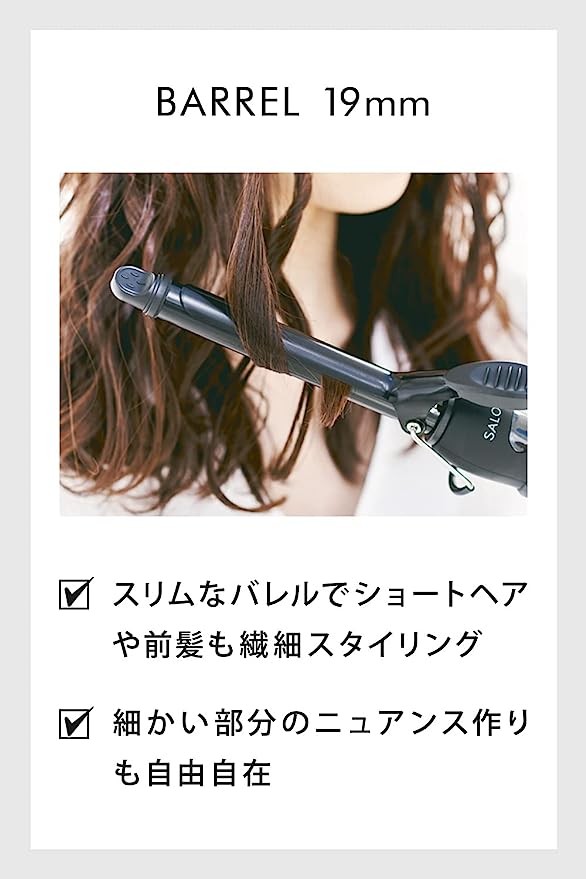 BARREL 19mm
SALO
スリムなバレルでショートヘア
や前髪も繊細スタイリング
細かい部分のニュアンス作り
も自由自在